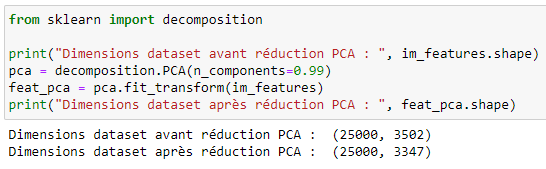 from sklearn import decomposition
print("Dimensions dataset avant réduction PCA : ", im_features.shape)
pca = decomposition.PCA(n_components=0.99)
feat_pca = pca.fit_transform(im_features)
print("Dimensions dataset après réduction PCA : ", feat_pca.shape)
Dimensions dataset avant réduction PCA :  (25000, 3502)
Dimensions dataset après réduction PCA :  (25000, 3347)